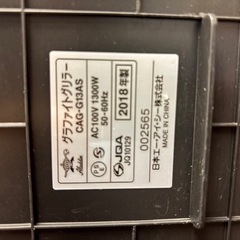 グラファイトグリラー
CAG-G13AS
AC100V 1300W
50-60Hz
2018年製
PS
E
JQA
JQ10129
002565
日本エー・アイ・シー株式会社
MADE IN CHINA